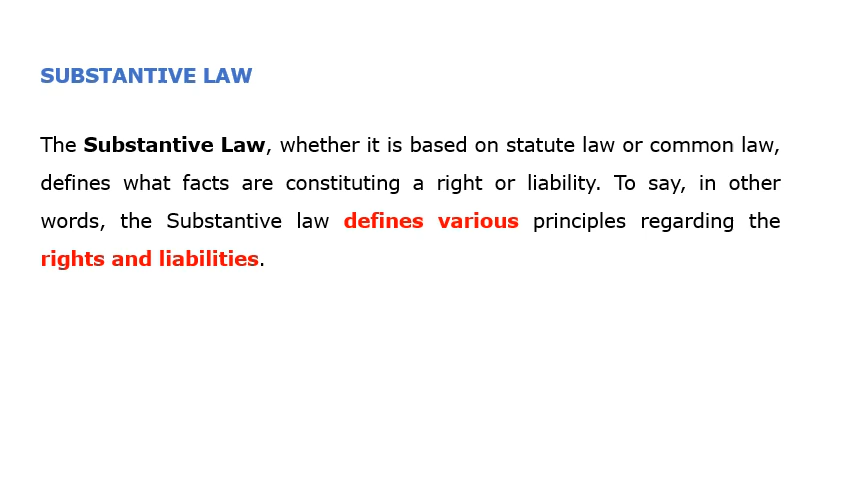 SUBSTANTIVE LAW
The Substantive Law, whether it is based on statute law or common law,
defines what facts are constituting a right or liability. To say, in other
words, the Substantive law defines various principles regarding the
rights and liabilities.